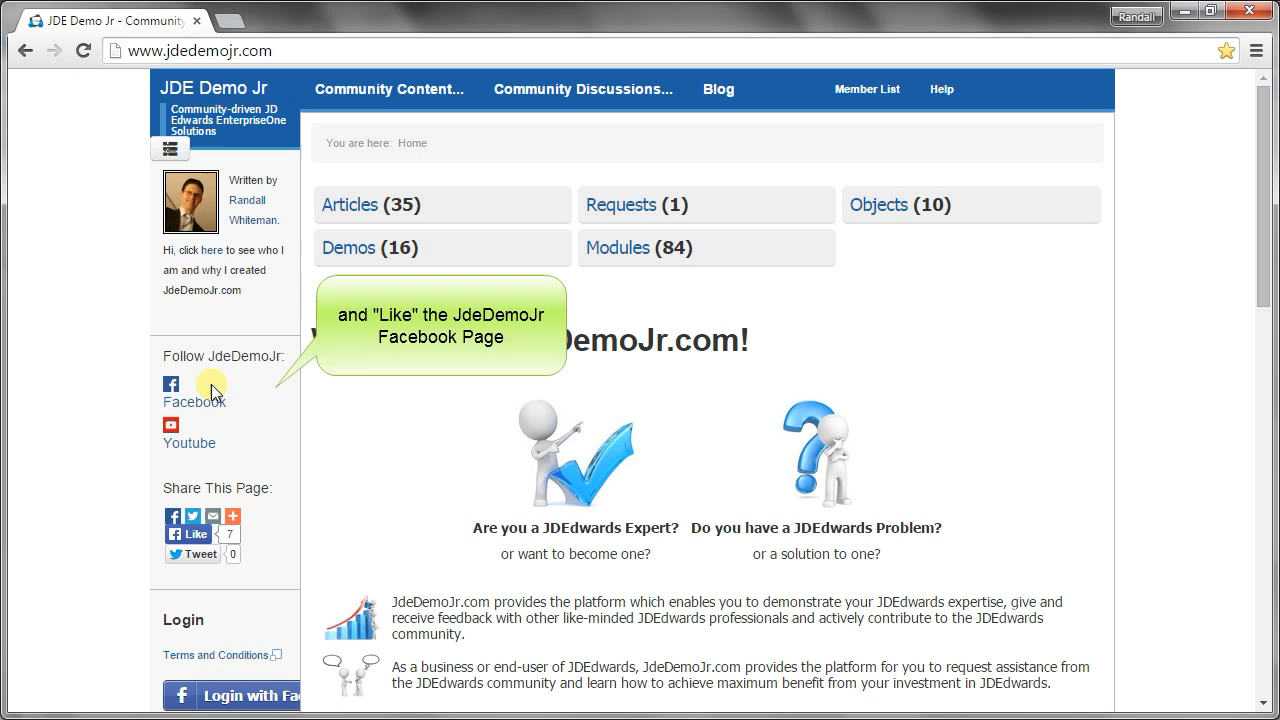 JDE Demo Jr - Community
Randall
www.jdedemojr.com
JDE Demo Jr
Community-driven JD
Edwards EnterpriseOne
Solutions
Community Content...
Community Discussions...
Blog
Member List
Help
You are here: Home
Written by
Randall
Whiteman.
Hi, click here to see who I
am and why I created
JdeDemoJr.com
Articles (35)
Requests (1)
Objects (10)
Demos (16)
Modules (84)
and "Like" the JdeDemoJr
Facebook Page
DemoJr.com!
Follow JdeDemoJr:
Facebook
Youtube
Share This Page:
Like 7
Tweet 0
Are you a JDEdwards Expert?
or want to become one?
Do you have a JDEdwards Problem?
or a solution to one?
JdeDemoJr.com provides the platform which enables you to demonstrate your JDEdwards expertise, give and
receive feedback with other like-minded JDEdwards professionals and actively contribute to the JDEdwards
community.
As a business or end-user of JDEdwards, JdeDemoJr.com provides the platform for you to request assistance from
the JDEdwards community and learn how to achieve maximum benefit from your investment in JDEdwards.
Login
Terms and Conditions
Login with Fa